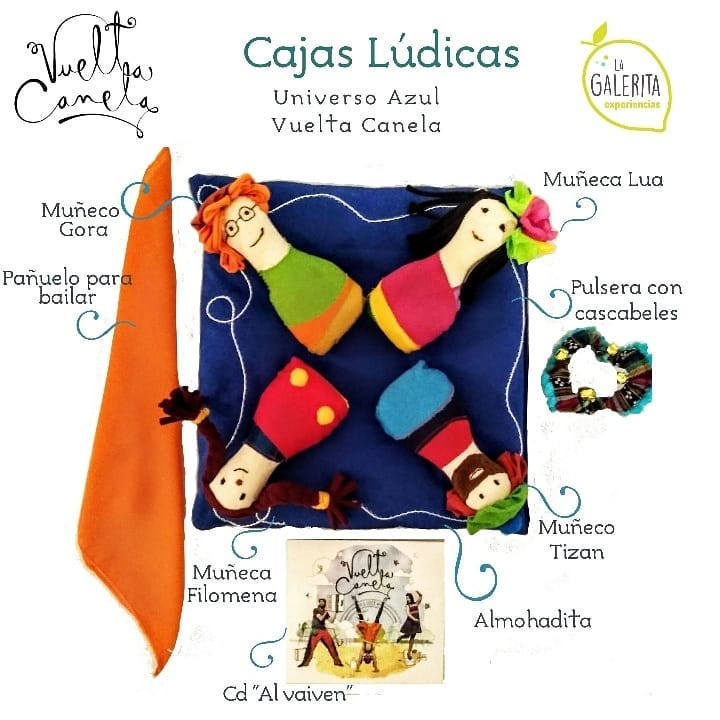 Vuelta
Canela
Cajas Lúdicas
Universo Azul
Vuelta Canela
LA
GALERITA
experiencias
Muñeco
Gora
Muñeca Lua
Pañuelo para
bailar
Pulsera con
cascabeles
Muñeco
Tizan
Muñeca
Filomena
Almohadita
Vuelta
Canela
Cd "Al vaiven"